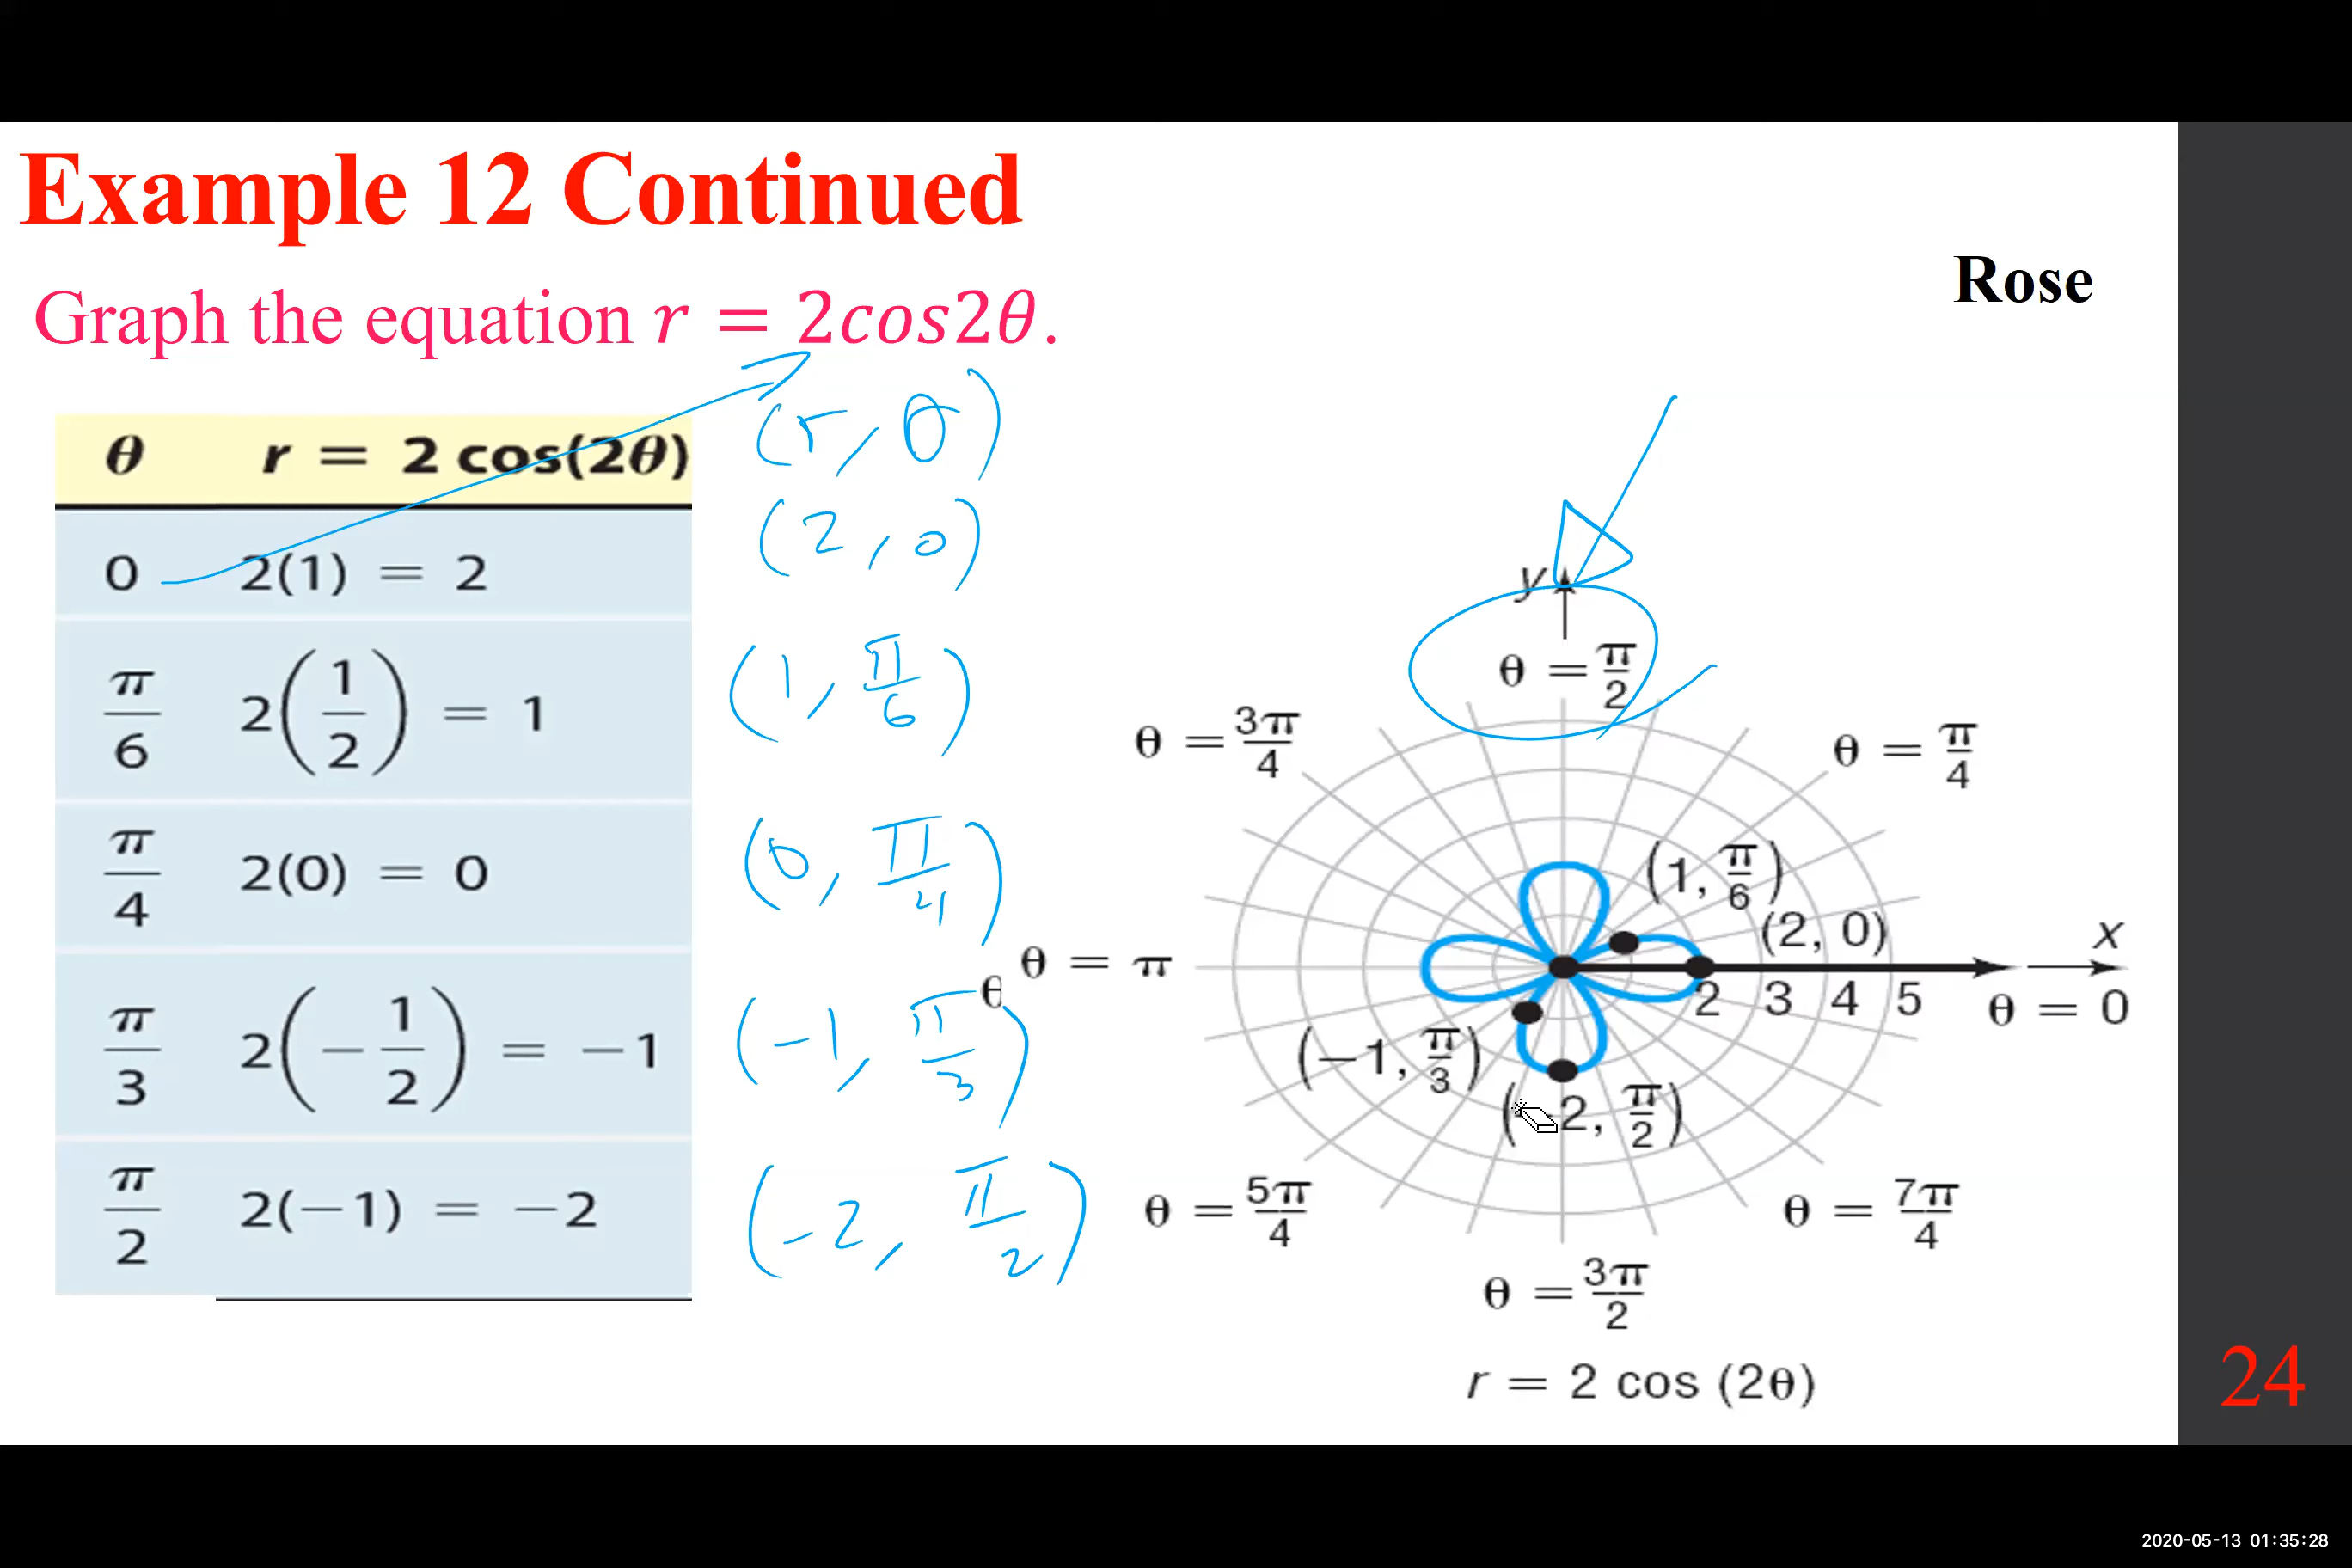 Example 12 Continued
Rose
Graph the equation r = 2cos2θ.
θ r = 2 cos(2θ)
0 2(1) = 2
π/6 2(1/2) = 1
π/4 2(0) = 0
π/3 2(−1/2) = −1
π/2 2(−1) = −2
(r, θ)
(2, 0)
(1, π/6)
(0, π/4)
(-1, π/3)
(-2, π/2)
y
θ = π/2
θ = 3π/4
θ = π/4
(1, π/6)
(2, 0)
x
θ = π
θ
2 3 4 5
θ = 0
(−1, π/3)
(2, π/2)
θ = 5π/4
θ = 7π/4
θ = 3π/2
r = 2 cos (2θ)
24
2020-05-13 01:35:28